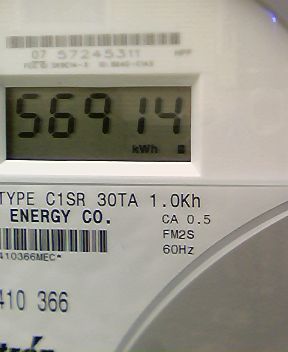 07 57245311
56914
kWh
TYPE C1SR 30TA 1.0Kh
ENERGY CO.
CA 0.5
FM2S
60Hz
410366MEC*
410 366